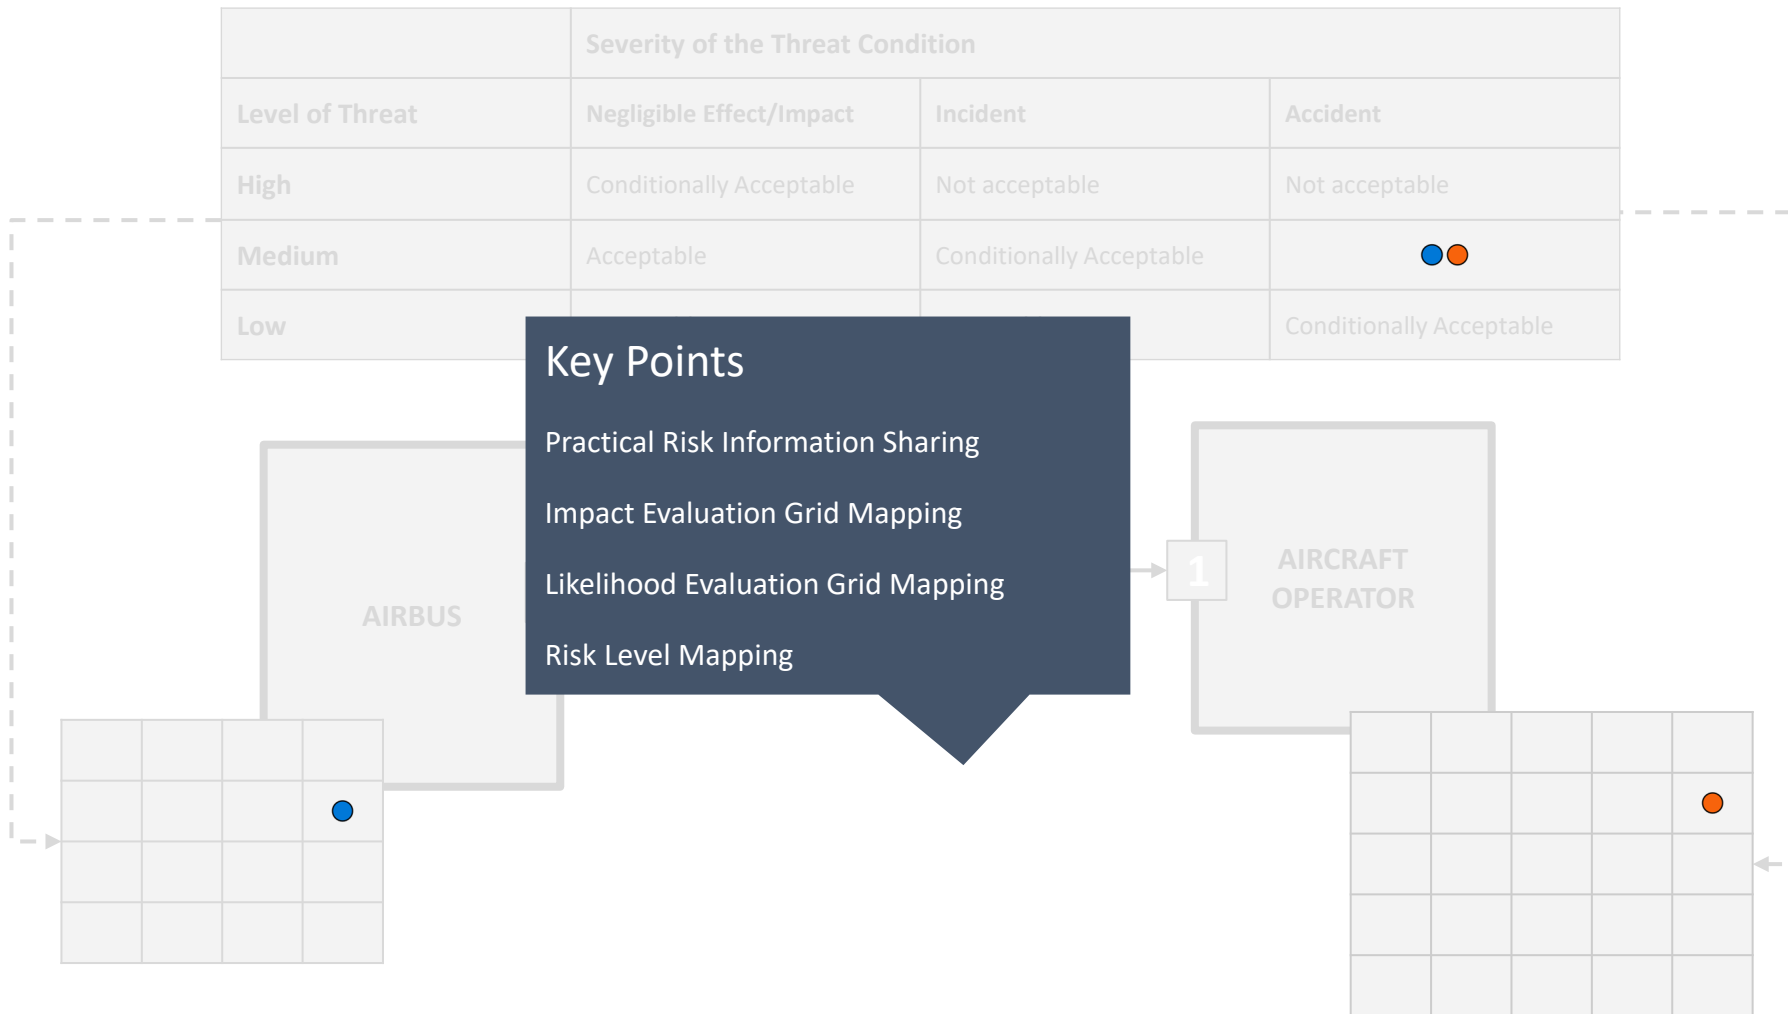 Severity of the Threat Condition
Level of Threat
Negligible Effect/Impact
Incident
Accident
High
Conditionally Acceptable
Not acceptable
Not acceptable
Medium
Acceptable
Conditionally Acceptable
Low
Conditionally Acceptable
Key Points
Practical Risk Information Sharing
Impact Evaluation Grid Mapping
Likelihood Evaluation Grid Mapping
Risk Level Mapping
AIRBUS
1
AIRCRAFT
OPERATOR